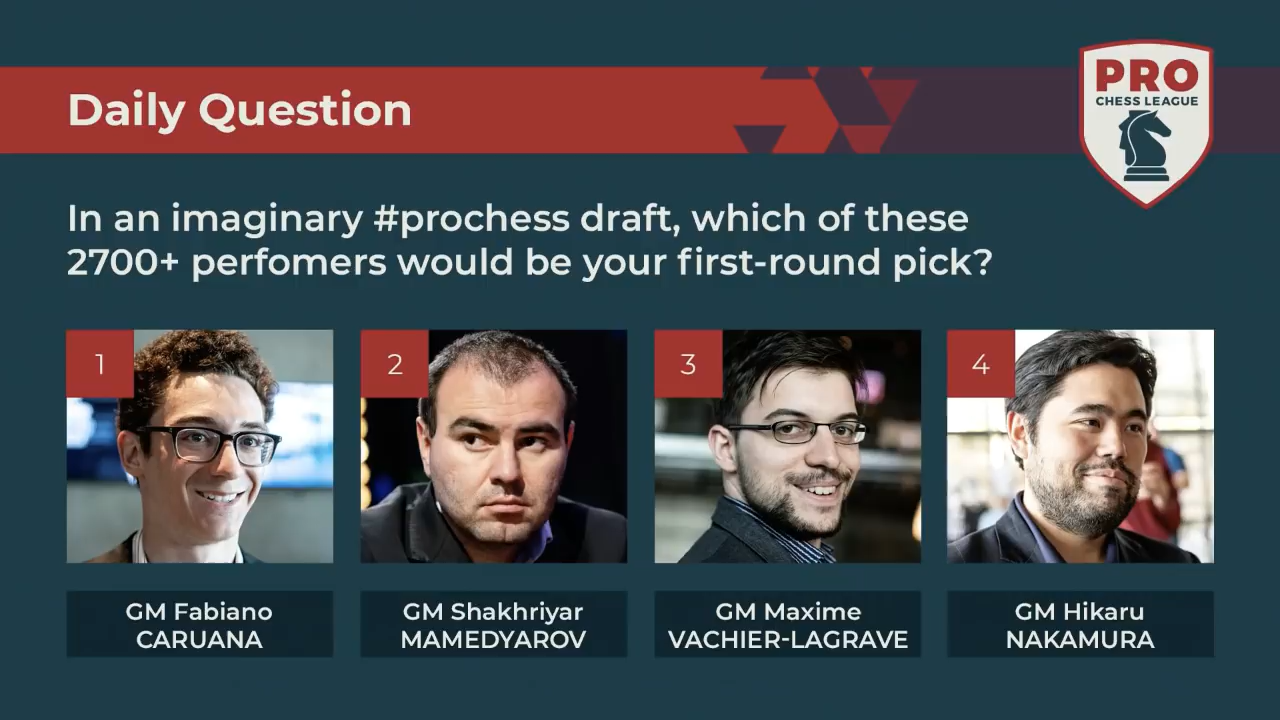 Daily Question
PRO
CHESS LEAGUE
In an imaginary #prochess draft, which of these
2700+ perfomers would be your first-round pick?
1
2
3
4
GM Fabiano
CARUANA
GM Shakhriyar
MAMEDYAROV
GM Maxime
VACHIER-LAGRAVE
GM Hikaru
NAKAMURA